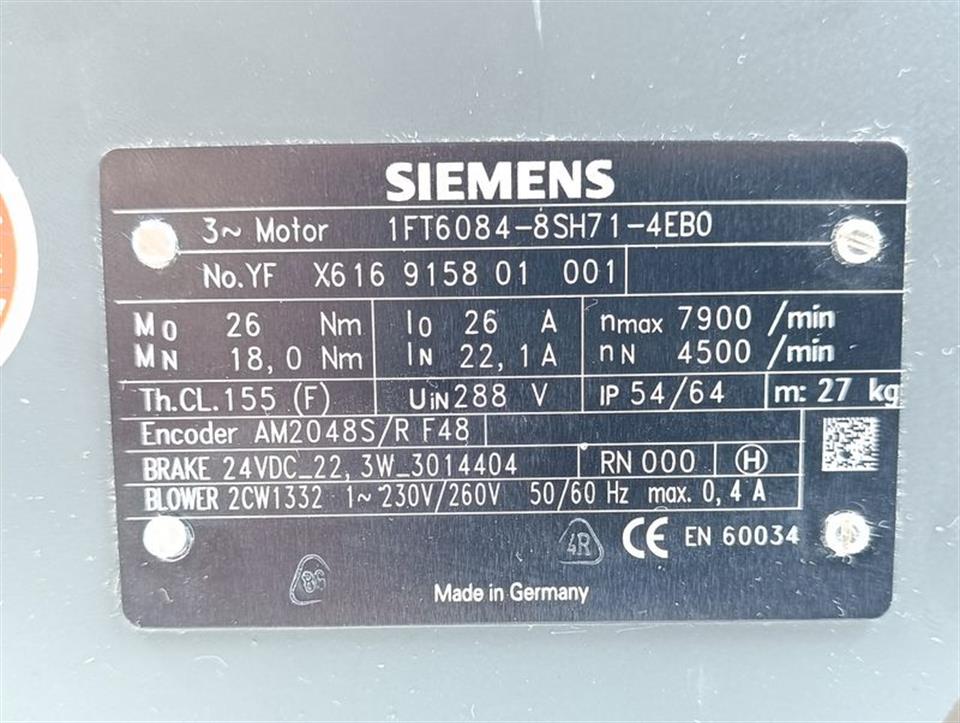 SIEMENS
3~ Motor 1FT6084-8SH71-4EB0
No.YF X616 9158 01 001
M0 26 Nm I0 26 A nmax 7900 /min
MN 18,0 Nm IN 22,1 A nN 4500 /min
Th.CL.155 (F) UiN 288 V IP 54/64 m: 27 kg
Encoder AM2048S/R F48
BRAKE 24VDC_22,3W_3014404 RN 000 H
BLOWER 2CW1332 1~ 230V/260V 50/60 Hz max. 0,4 A
4R CE EN 60034
Made in Germany